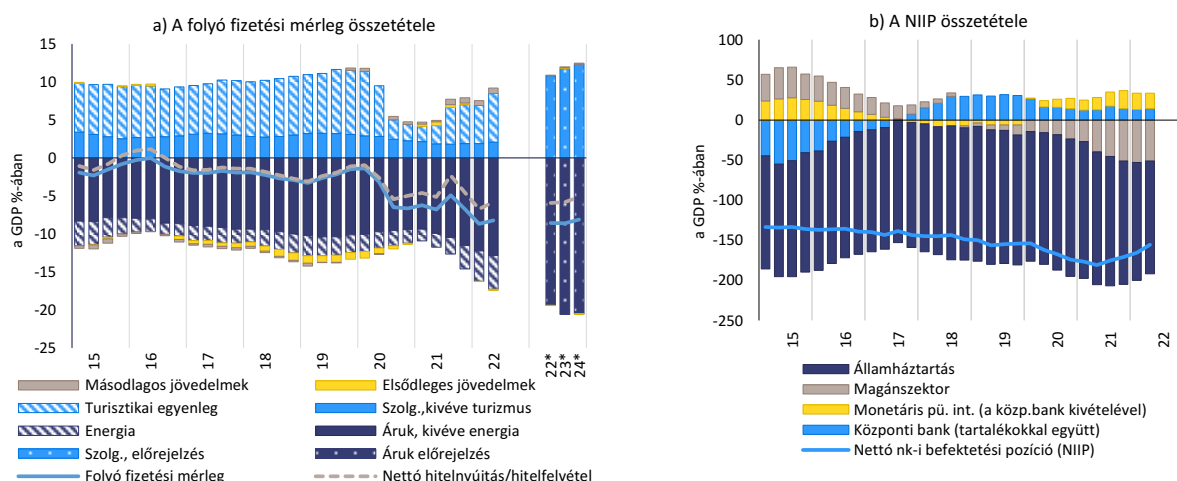 a) A folyó fizetési mérleg összetétele
a GDP %-ában
15
10
5
0
-5
-10
-15
-20
-25
15
16
17
18
19
20
21
22
22*
23*
24*
Másodlagos jövedelmek
Elsődleges jövedelmek
Turisztikai egyenleg
Szolg.,kivéve turizmus
Energia
Áruk, kivéve energia
Szolg., előrejelzés
Áruk előrejelzés
Folyó fizetési mérleg
Nettó hitelnyújtás/hitelfelvétel
b) A NIIP összetétele
a GDP %-ában
100
50
0
-50
-100
-150
-200
-250
15
16
17
18
19
20
21
22
Államháztartás
Magánszektor
Monetáris pü. int. (a közp.bank kivételével)
Központi bank (tartalékokkal együtt)
Nettó nk-i befektetési pozíció (NIIP)